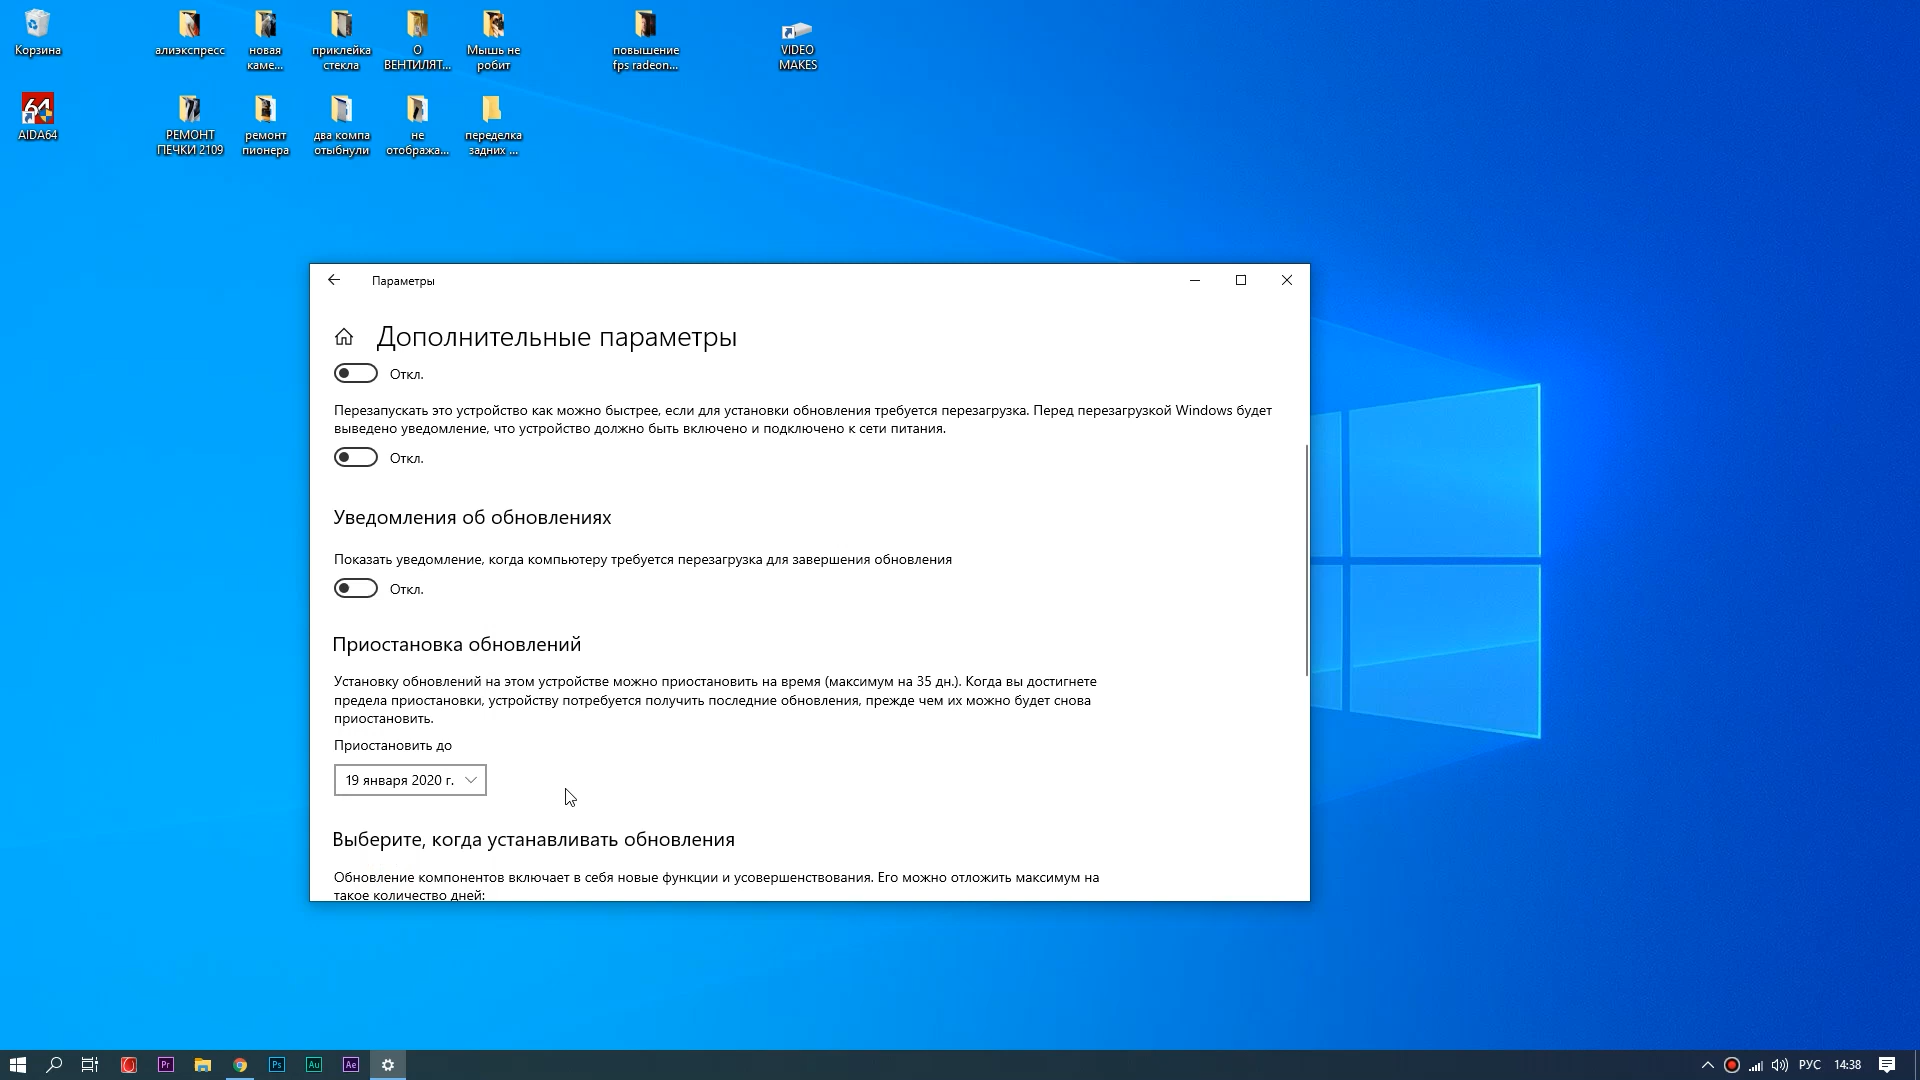 Корзина
алиэкспресс
новая
каме...
приклейка
стекла
О
ВЕНТИЛЯТ...
Мышь не
робит
повышение
fps radeon...
VIDEO
MAKES
64
AIDA64
РЕМОНТ
ПЕЧКИ 2109
ремонт
пионера
два компа
отыбнули
не
отобража...
переделка
задних ...
Параметры
Дополнительные параметры
Откл.
Перезапускать это устройство как можно быстрее, если для установки обновления требуется перезагрузка. Перед перезагрузкой Windows будет
выведено уведомление, что устройство должно быть включено и подключено к сети питания.
Откл.
Уведомления об обновлениях
Показать уведомление, когда компьютеру требуется перезагрузка для завершения обновления
Откл.
Приостановка обновлений
Установку обновлений на этом устройстве можно приостановить на время (максимум на 35 дн.). Когда вы достигнете
предела приостановки, устройству потребуется получить последние обновления, прежде чем их можно будет снова
приостановить.
Приостановить до
19 января 2020 г.
Выберите, когда устанавливать обновления
Обновление компонентов включает в себя новые функции и усовершенствования. Его можно отложить максимум на
такое количество дней:
Pr
Ps
Au
Ae
РУС
14:38